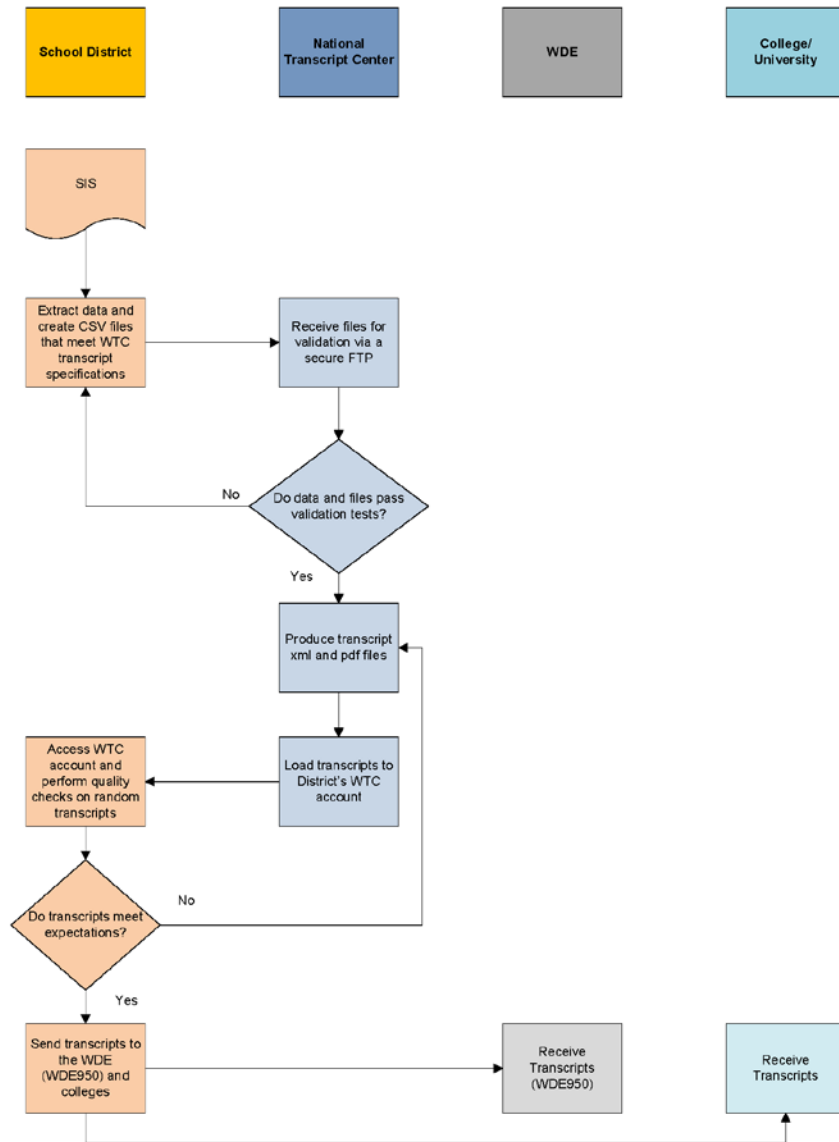 School District
National
Transcript Center
WDE
College/
University
SIS
Extract data and
create CSV files
that meet WTC
transcript
specifications
Receive files for
validation via a
secure FTP
No
Do data and files pass
validation tests?
Yes
Produce transcript
xml and pdf files
Access WTC
account and
perform quality
checks on random
transcripts
Load transcripts to
District's WTC
account
No
Do transcripts meet
expectations?
Yes
Send transcripts to
the WDE
(WDE950) and
colleges
Receive
Transcripts
(WDE950)
Receive
Transcripts